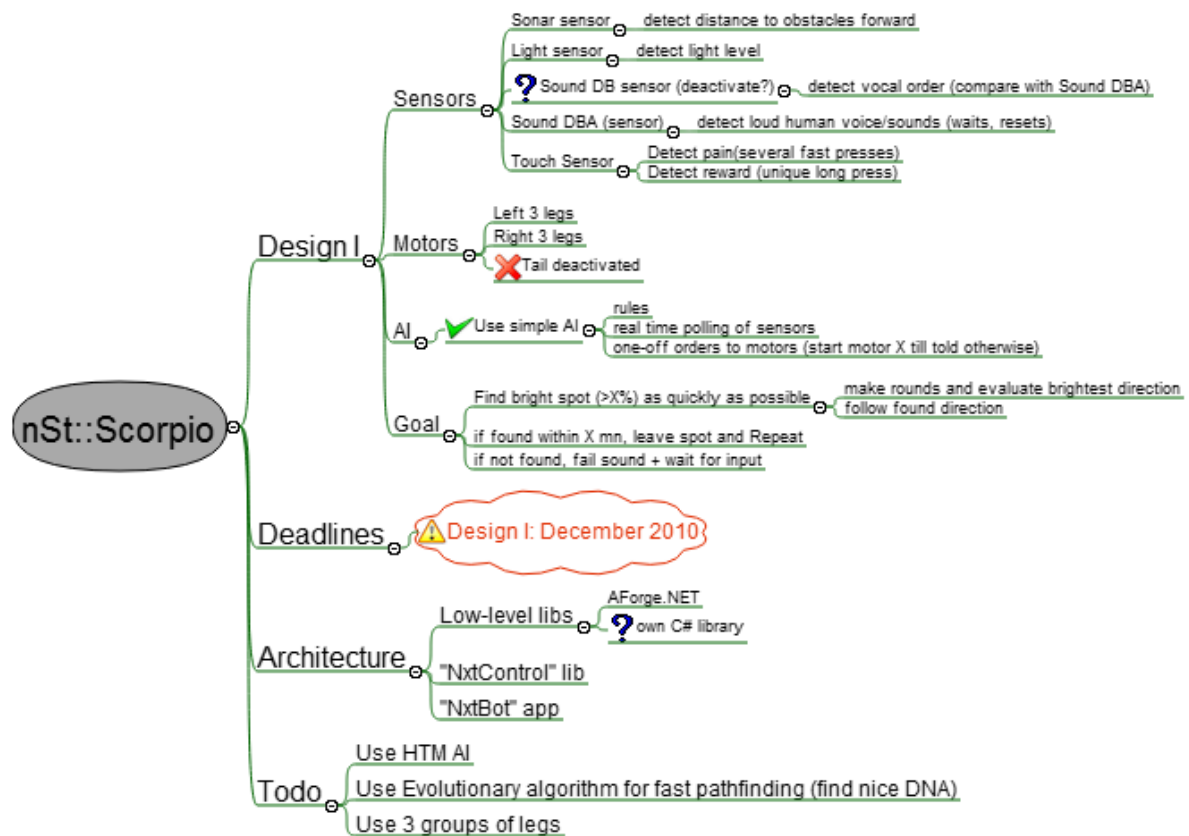 nSt::Scorpio
Design I
Sensors
Sonar sensor
detect distance to obstacles forward
Light sensor
detect light level
Sound DB sensor (deactivate?)
detect vocal order (compare with Sound DBA)
Sound DBA (sensor)
detect loud human voice/sounds (waits, resets)
Touch Sensor
Detect pain(several fast presses)
Detect reward (unique long press)
Motors
Left 3 legs
Right 3 legs
Tail deactivated
AI
Use simple AI
rules
real time polling of sensors
one-off orders to motors (start motor X till told otherwise)
Goal
Find bright spot (>X%) as quickly as possible
make rounds and evaluate brightest direction
follow found direction
if found within X mn, leave spot and Repeat
if not found, fail sound + wait for input
Deadlines
Design I: December 2010
Architecture
Low-level libs
AForge.NET
own C# library
"NxtControl" lib
"NxtBot" app
Todo
Use HTM AI
Use Evolutionary algorithm for fast pathfinding (find nice DNA)
Use 3 groups of legs